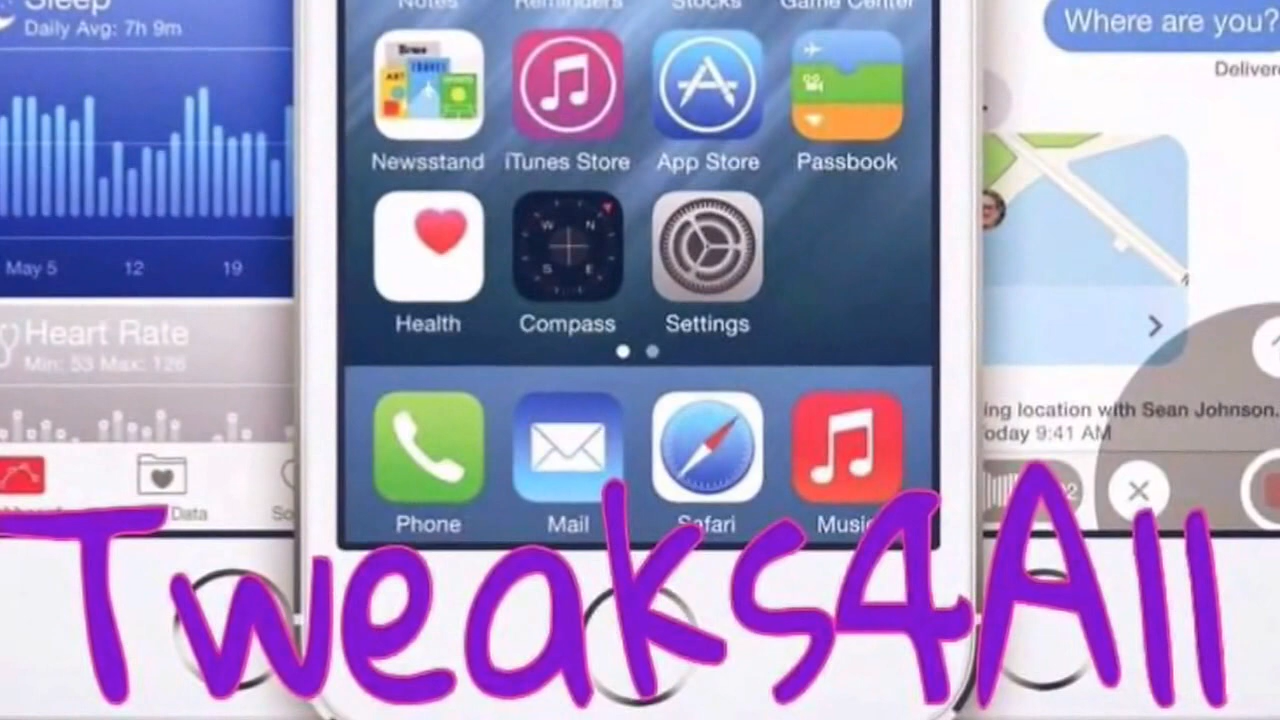 Sleep
Daily Avg: 7h 9m
May 5 12 19
Heart Rate
Min: 53 Max: 126
Data
Notes Reminders Stocks Game Center
Newsstand iTunes Store App Store Passbook
W N
S E
Health Compass Settings
Phone Mail Safari Music
Where are you?
ing location with Sean Johnson.
oday 9:41 AM
Tweaks4All